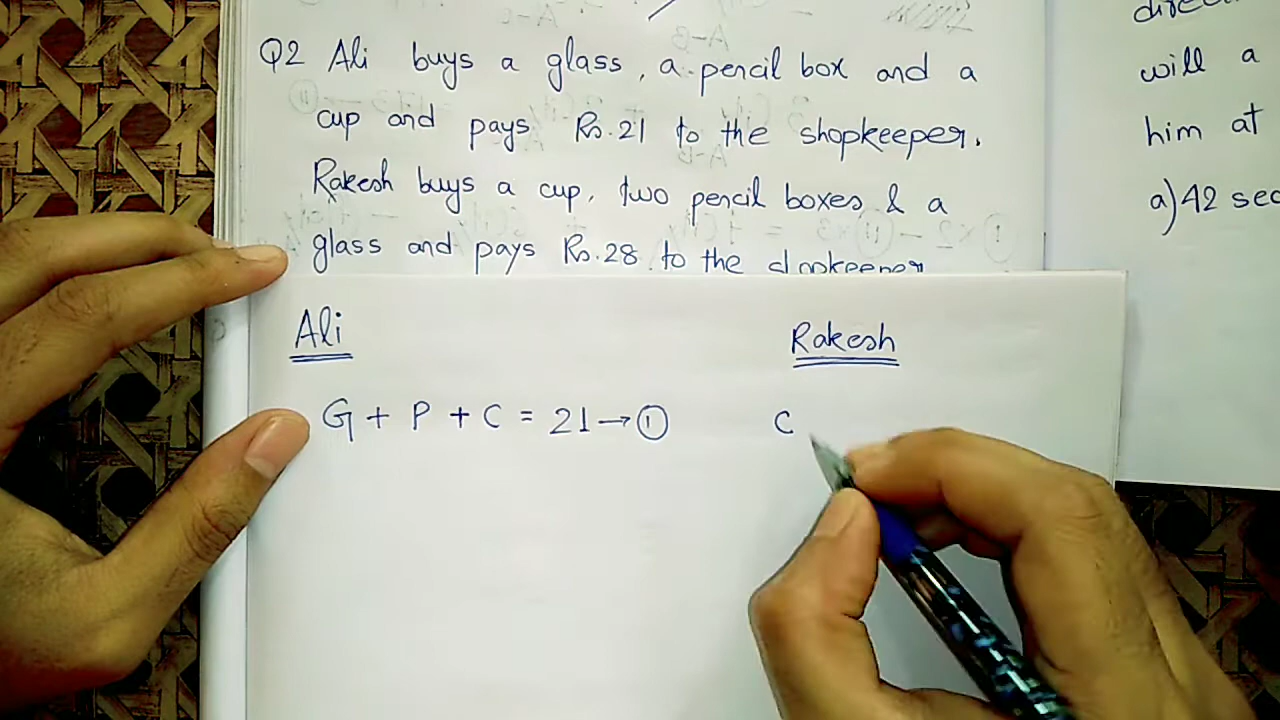 Q2 Ali buys a glass, a pencil box and a
cup and pays Rs.21 to the shopkeeper.
Rakesh buys a cup, two pencil boxes & a
glass and pays Rs.28 to the shopkeeper
Ali
G + P + C = 21 → ①
Rakesh
C
will a
him at
a) 42 sec